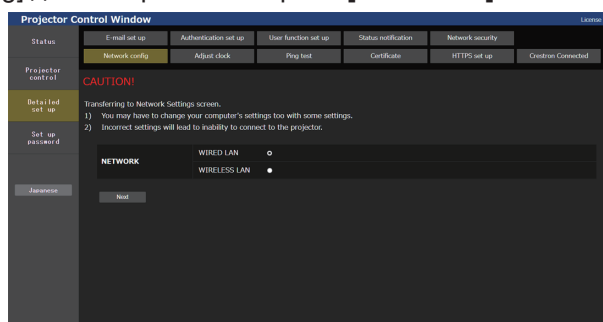 Projector Control Window
License
Status
E-mail set up
Authentication set up
User function set up
Status notification
Network security
Network config
Adjust clock
Ping test
Certificate
HTTPS set up
Crestron Connected
Projector
control
Detailed
set up
Set up
password
Japanese
CAUTION!
Transferring to Network Settings screen.
1) You may have to change your computer's settings too with some settings.
2) Incorrect settings will lead to inability to connect to the projector.
NETWORK
WIRED LAN
WIRELESS LAN
Next